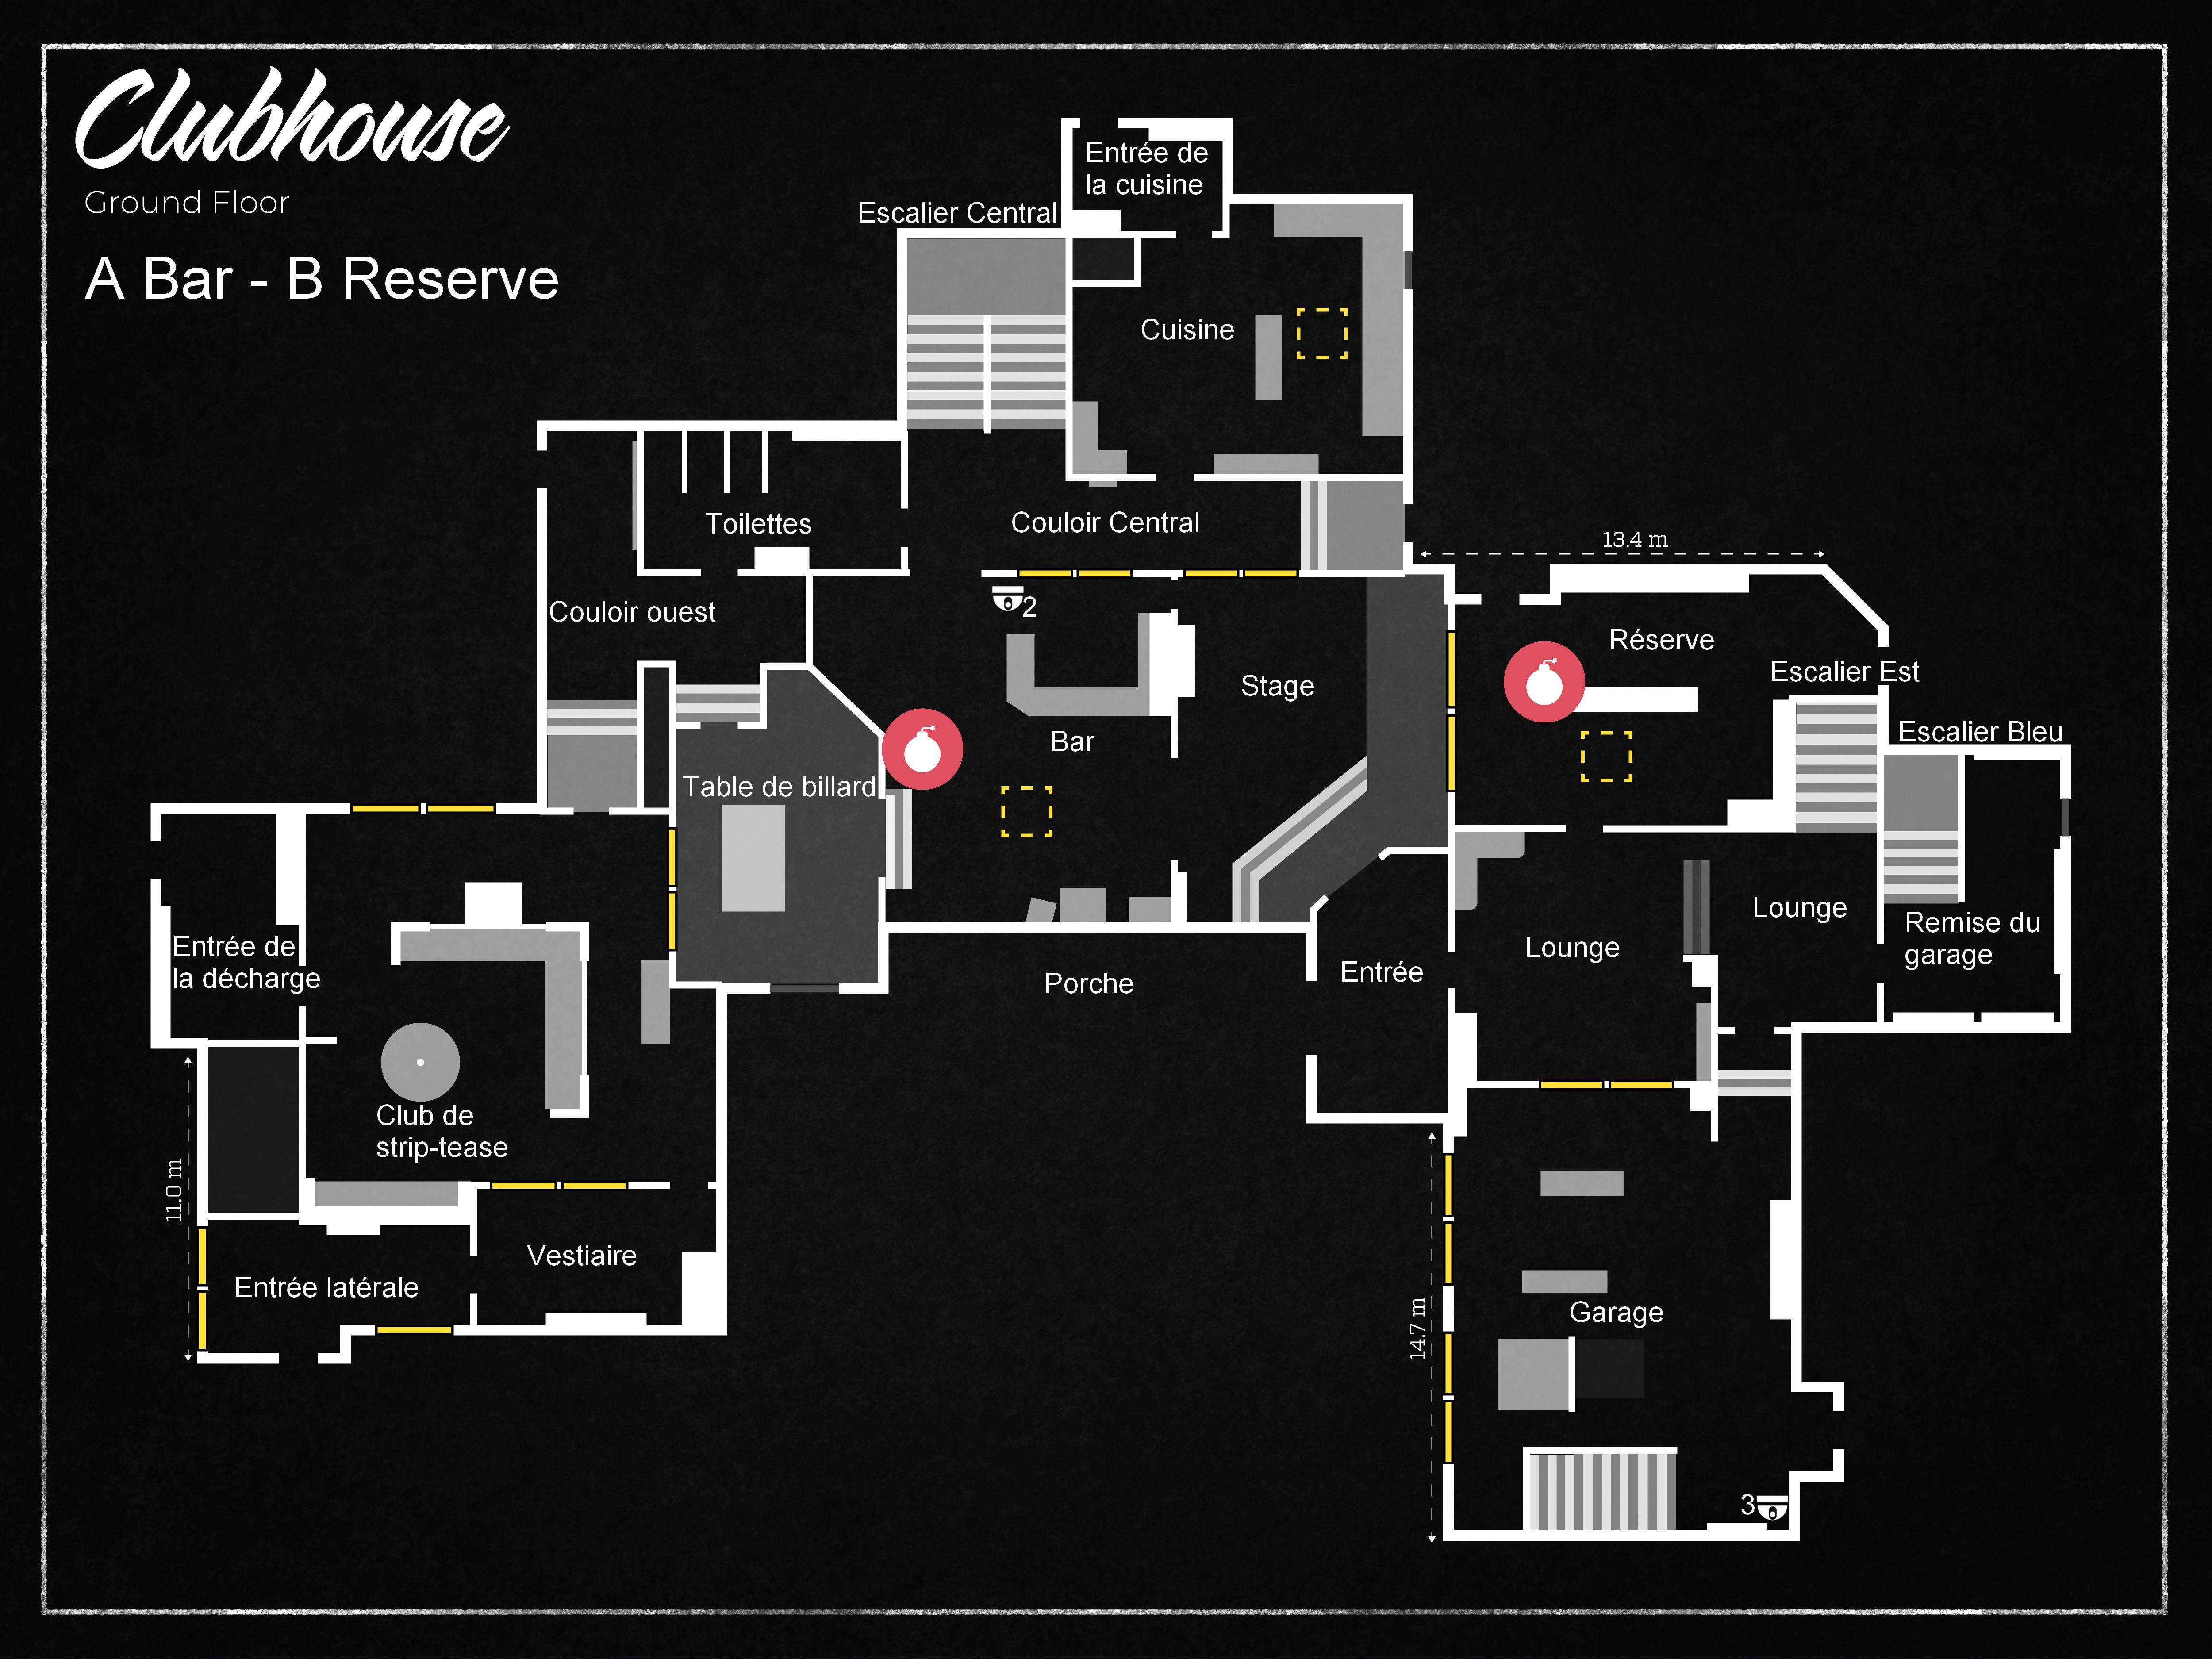 Clubhouse
Ground Floor
A Bar - B Reserve
Entrée de
la cuisine
Escalier Central
Cuisine
Toilettes
Couloir Central
13.4 m
Couloir ouest
2
Réserve
Stage
Escalier Est
Bar
Escalier Bleu
Table de billard
Lounge
Remise du
garage
Entrée de
la décharge
Lounge
Entrée
Porche
Club de
strip-tease
11.0 m
Vestiaire
Entrée latérale
Garage
14.7 m
3